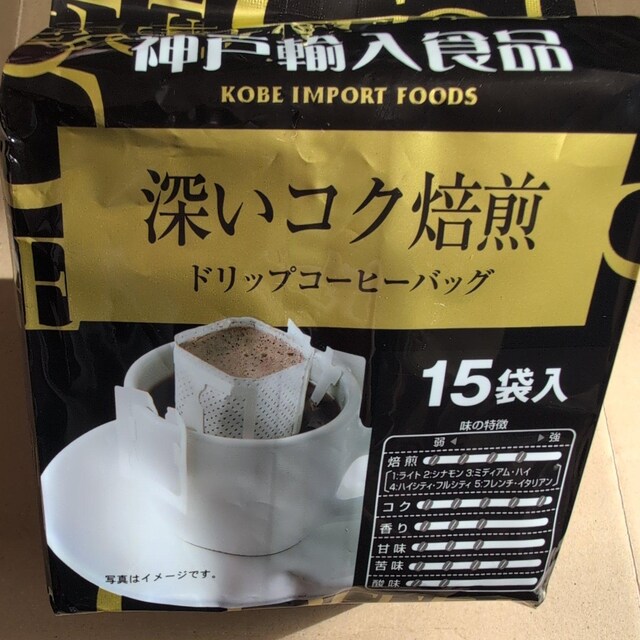 神戸輸入食品
KOBE IMPORT FOODS
深いコク焙煎
ドリップコーヒーバッグ
E
15袋入
味の特徴
弱 ◀ ▶ 強
焙煎
1:ライト 2:シナモン 3:ミディアム・ハイ
4:ハイシティ・フルシティ 5:フレンチ・イタリアン
コク
香り
甘味
苦味
酸味
写真はイメージです。